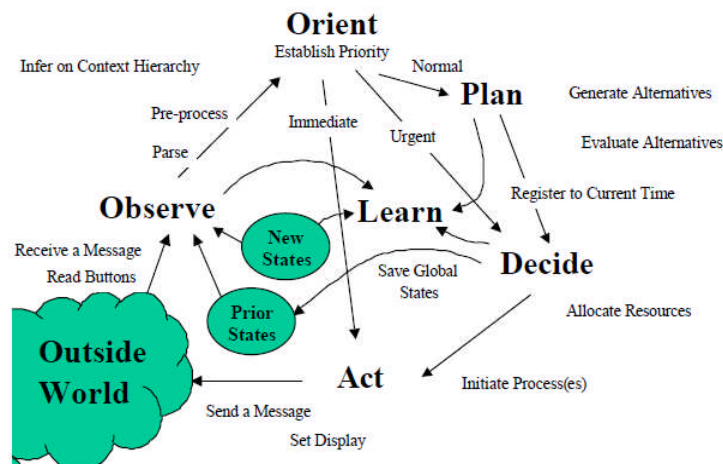 Orient
Establish Priority
Infer on Context Hierarchy
Normal
Plan
Generate Alternatives
Pre-process
Immediate
Urgent
Evaluate Alternatives
Parse
Register to Current Time
Observe
Learn
New
States
Receive a Message
Read Buttons
Save Global
States
Decide
Prior
States
Allocate Resources
Outside
World
Act
Initiate Process(es)
Send a Message
Set Display